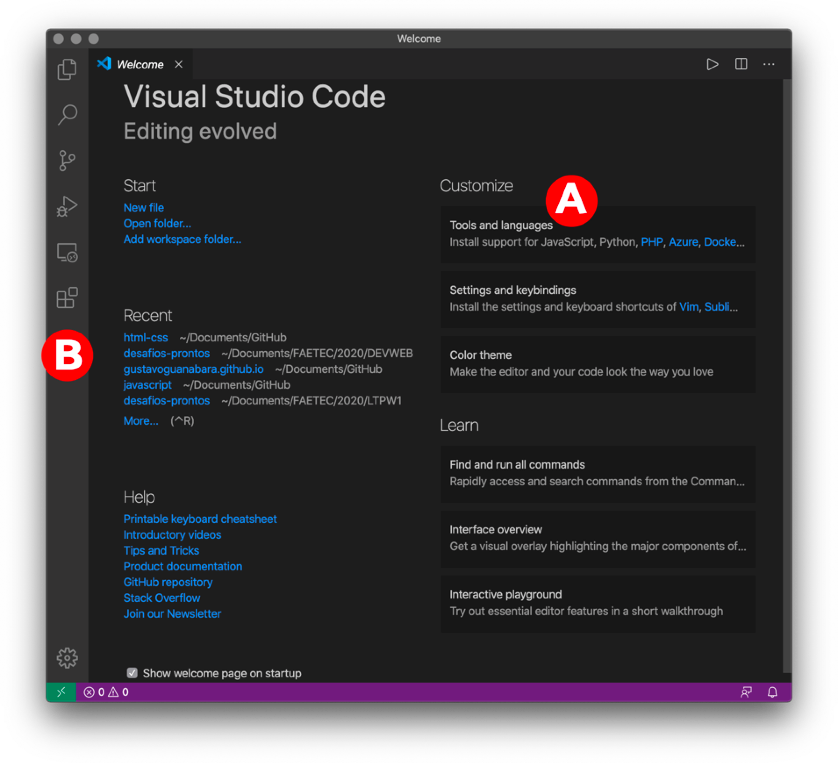 Welcome
Welcome
Visual Studio Code
Editing evolved
Start
New file
Open folder...
Add workspace folder...
Recent
html-css ~/Documents/GitHub
desafios-prontos ~/Documents/FAETEC/2020/DEVWEB
gustavoguanabara.github.io ~/Documents/GitHub
javascript ~/Documents/GitHub
desafios-prontos ~/Documents/FAETEC/2020/LTPW1
More... (^R)
B
Help
Printable keyboard cheatsheet
Introductory videos
Tips and Tricks
Product documentation
GitHub repository
Stack Overflow
Join our Newsletter
Show welcome page on startup
Customize
A
Tools and languages
Install support for JavaScript, Python, PHP, Azure, Docke...
Settings and keybindings
Install the settings and keyboard shortcuts of Vim, Subli...
Color theme
Make the editor and your code look the way you love
Learn
Find and run all commands
Rapidly access and search commands from the Comman...
Interface overview
Get a visual overlay highlighting the major components of...
Interactive playground
Try out essential editor features in a short walkthrough
0 0